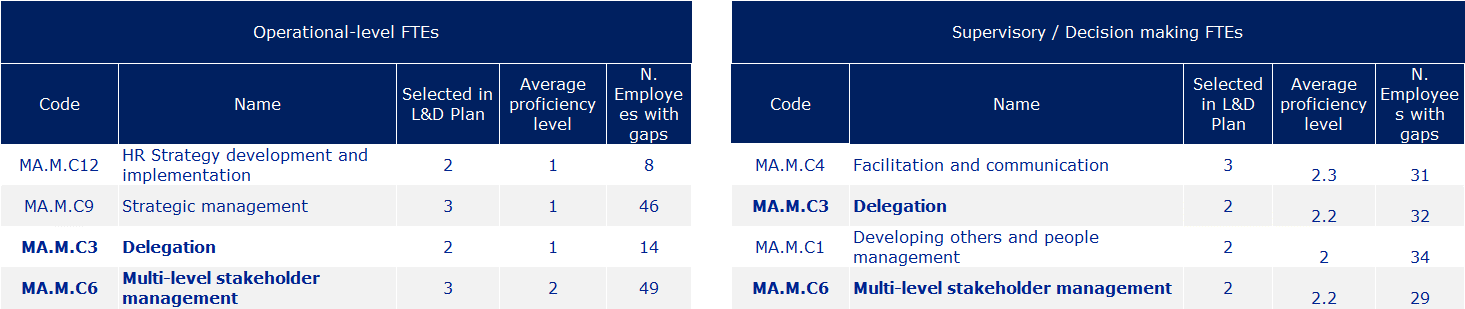 Operational-level FTEs
Code
Name
Selected in
L&D Plan
Average
proficiency
level
N.
Employe
es with
gaps
MA.M.C12
HR Strategy development and
implementation
2
1
8
MA.M.C9
Strategic management
3
1
46
MA.M.C3
Delegation
2
1
14
MA.M.C6
Multi-level stakeholder
management
3
2
49
Supervisory / Decision making FTEs
Code
Name
Selected
in L&D
Plan
Average
proficiency
level
N.
Employee
s with
gaps
MA.M.C4
Facilitation and communication
3
2.3
31
MA.M.C3
Delegation
2
2.2
32
MA.M.C1
Developing others and people
management
2
2
34
MA.M.C6
Multi-level stakeholder management
2
2.2
29